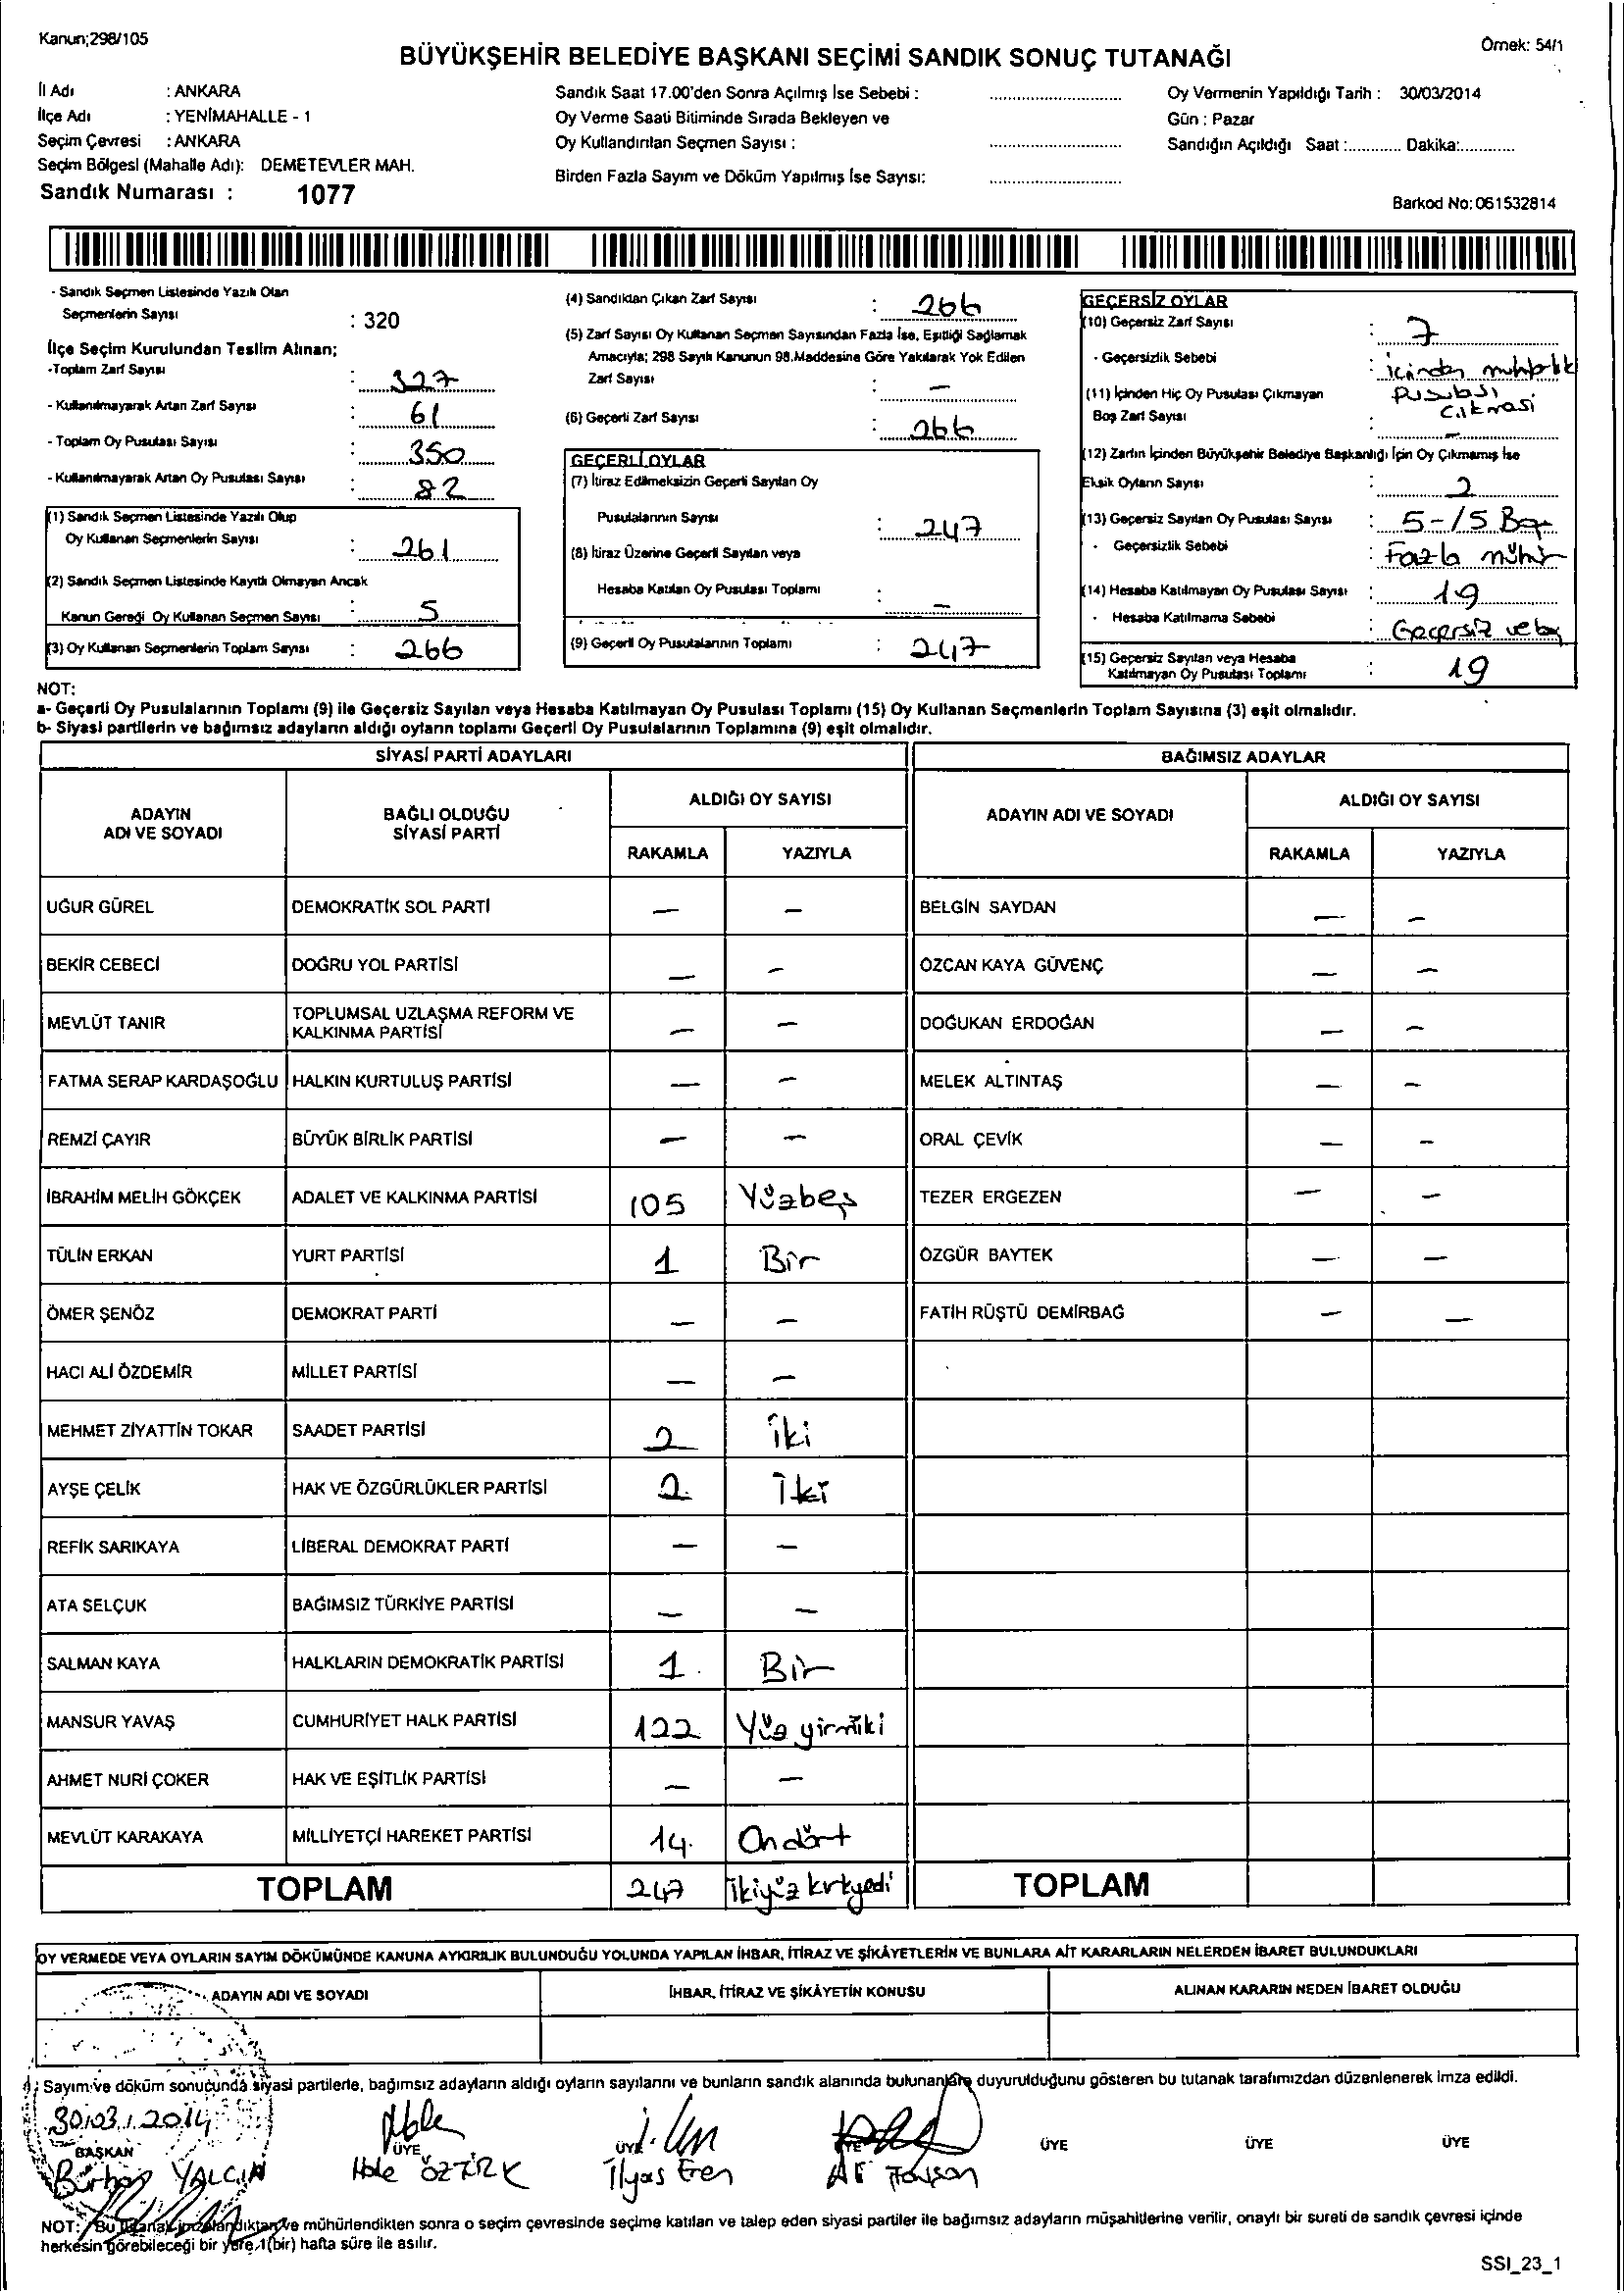 Kanun;298/105
Örnek: 54/1
BÜYÜKŞEHİR BELEDİYE BAŞKANI SEÇİMİ SANDIK SONUÇ TUTANAĞI
İl Adı : ANKARA
İlçe Adı : YENİMAHALLE - 1
Seçim Çevresi : ANKARA
Seçim Bölgesi (Mahalle Adı): DEMETEVLER MAH.
Sandık Numarası : 1077
Sandık Saat 17.00'den Sonra Açılmış İse Sebebi : ..........................
Oy Verme Saati Bitiminde Sırada Bekleyen ve
Oy Kullandırılan Seçmen Sayısı : ..........................
Birden Fazla Sayım ve Döküm Yapılmış İse Sayısı: ..........................
Oy Vermenin Yapıldığı Tarih : 30/03/2014
Gün : Pazar
Sandığın Açıldığı Saat :............ Dakika:............
Barkod No: 061532814
- Sandık Seçmen Listesinde Yazılı Olan
Seçmenlerin Sayısı : 320
İlçe Seçim Kurulundan Teslim Alınan;
-Toplam Zarf Sayısı : 327
- Kullanılmayarak Artan Zarf Sayısı : 61
- Toplam Oy Pusulası Sayısı : 350
- Kullanılmayarak Artan Oy Pusulası Sayısı : 82
(1) Sandık Seçmen Listesinde Yazılı Olup
Oy Kullanan Seçmenlerin Sayısı : 261
(2) Sandık Seçmen Listesinde Kayıtlı Olmayan Ancak
Kanun Gereği Oy Kullanan Seçmen Sayısı : 5
(3) Oy Kullanan Seçmenlerin Toplam Sayısı : 266
(4) Sandıktan Çıkan Zarf Sayısı : 266
(5) Zarf Sayısı Oy Kullanan Seçmen Sayısından Fazla İse, Eşitliği Sağlamak
Amacıyla; 298 Sayılı Kanunun 98.Maddesine Göre Yakılarak Yok Edilen
Zarf Sayısı : —
(6) Geçerli Zarf Sayısı : 266
GEÇERLİ OYLAR
(7) İtiraz Edilmeksizin Geçerli Sayılan Oy
Pusulalarının Sayısı : 247
(8) İtiraz Üzerine Geçerli Sayılan veya
Hesaba Katılan Oy Pusulası Toplamı : —
(9) Geçerli Oy Pusulalarının Toplamı : 247
GEÇERSİZ OYLAR
(10) Geçersiz Zarf Sayısı : 7
- Geçersizlik Sebebi : içinden muhtarlık
pusulası
çıkması
(11) İçinden Hiç Oy Pusulası Çıkmayan
Boş Zarf Sayısı : —
(12) Zarfın İçinden Büyükşehir Belediye Başkanlığı İçin Oy Çıkmamış İse
Eksik Oyların Sayısı : 2
(13) Geçersiz Sayılan Oy Pusulası Sayısı : 5-/5 Boş
- Geçersizlik Sebebi : Fazla mühür
(14) Hesaba Katılmayan Oy Pusulası Sayısı : 19
- Hesaba Katılmama Sebebi : Geçersiz ve boş
(15) Geçersiz Sayılan veya Hesaba
Katılmayan Oy Pusulası Toplamı : 19
NOT:
a- Geçerli Oy Pusulalarının Toplamı (9) ile Geçersiz Sayılan veya Hesaba Katılmayan Oy Pusulası Toplamı (15) Oy Kullanan Seçmenlerin Toplam Sayısına (3) eşit olmalıdır.
b- Siyasi partilerin ve bağımsız adayların aldığı oyların toplamı Geçerli Oy Pusulalarının Toplamına (9) eşit olmalıdır.
SİYASİ PARTİ ADAYLARI BAĞIMSIZ ADAYLAR
ADAYIN ADI VE SOYADI BAĞLI OLDUĞU SİYASİ PARTİ ALDIĞI OY SAYISI ADAYIN ADI VE SOYADI ALDIĞI OY SAYISI
RAKAMLA YAZIYLA RAKAMLA YAZIYLA
UĞUR GÜREL DEMOKRATİK SOL PARTİ — — BELGİN SAYDAN — —
BEKİR CEBECİ DOĞRU YOL PARTİSİ — — ÖZCAN KAYA GÜVENÇ — —
MEVLÜT TANIR TOPLUMSAL UZLAŞMA REFORM VE KALKINMA PARTİSİ — — DOĞUKAN ERDOĞAN — —
FATMA SERAP KARDAŞOĞLU HALKIN KURTULUŞ PARTİSİ — — MELEK ALTINTAŞ — —
REMZİ ÇAYIR BÜYÜK BİRLİK PARTİSİ — — ORAL ÇEVİK — —
İBRAHİM MELİH GÖKÇEK ADALET VE KALKINMA PARTİSİ 105 Yüzbeş TEZER ERGEZEN — —
TÜLİN ERKAN YURT PARTİSİ 1 Bir ÖZGÜR BAYTEK — —
ÖMER ŞENÖZ DEMOKRAT PARTİ — — FATİH RÜŞTÜ DEMİRBAĞ — —
HACI ALİ ÖZDEMİR MİLLET PARTİSİ — —
MEHMET ZİYATTİN TOKAR SAADET PARTİSİ 2 iki
AYŞE ÇELİK HAK VE ÖZGÜRLÜKLER PARTİSİ 2. İki
REFİK SARIKAYA LİBERAL DEMOKRAT PARTİ — —
ATA SELÇUK BAĞIMSIZ TÜRKİYE PARTİSİ — —
SALMAN KAYA HALKLARIN DEMOKRATİK PARTİSİ 1. Bir
MANSUR YAVAŞ CUMHURİYET HALK PARTİSİ 122 Yüz yirmiiki
AHMET NURİ ÇOKER HAK VE EŞİTLİK PARTİSİ — —
MEVLÜT KARAKAYA MİLLİYETÇİ HAREKET PARTİSİ 14. Ondört
TOPLAM 247 ikiyüz kırkyedi TOPLAM
OY VERMEDE VEYA OYLARIN SAYIM DÖKÜMÜNDE KANUNA AYKIRILIK BULUNDUĞU YOLUNDA YAPILAN İHBAR, İTİRAZ VE ŞİKÂYETLERİN VE BUNLARA AİT KARARLARIN NELERDEN İBARET BULUNDUKLARI
ADAYIN ADI VE SOYADI İHBAR, İTİRAZ VE ŞİKÂYETİN KONUSU ALINAN KARARIN NEDEN İBARET OLDUĞU
Sayım ve döküm sonucunda siyasi partilerle, bağımsız adayların aldığı oyların sayılarını ve bunların sandık alanında bulunanlara duyurulduğunu gösteren bu tutanak tarafımızdan düzenlenerek imza edildi.
30.03.2014
BAŞKAN ÜYE ÜYE ÜYE ÜYE ÜYE ÜYE
Burhan YALÇIN Hale ÖZTİRK İlyas Eren
NOT: Bu tutanak imzalandıktan ve mühürlendikten sonra o seçim çevresinde seçime katılan ve talep eden siyasi partiler ile bağımsız adayların müşahitlerine verilir, onaylı bir sureti de sandık çevresi içinde
herkesin görebileceği bir yere 1(bir) hafta süre ile asılır.
SSI_23_1